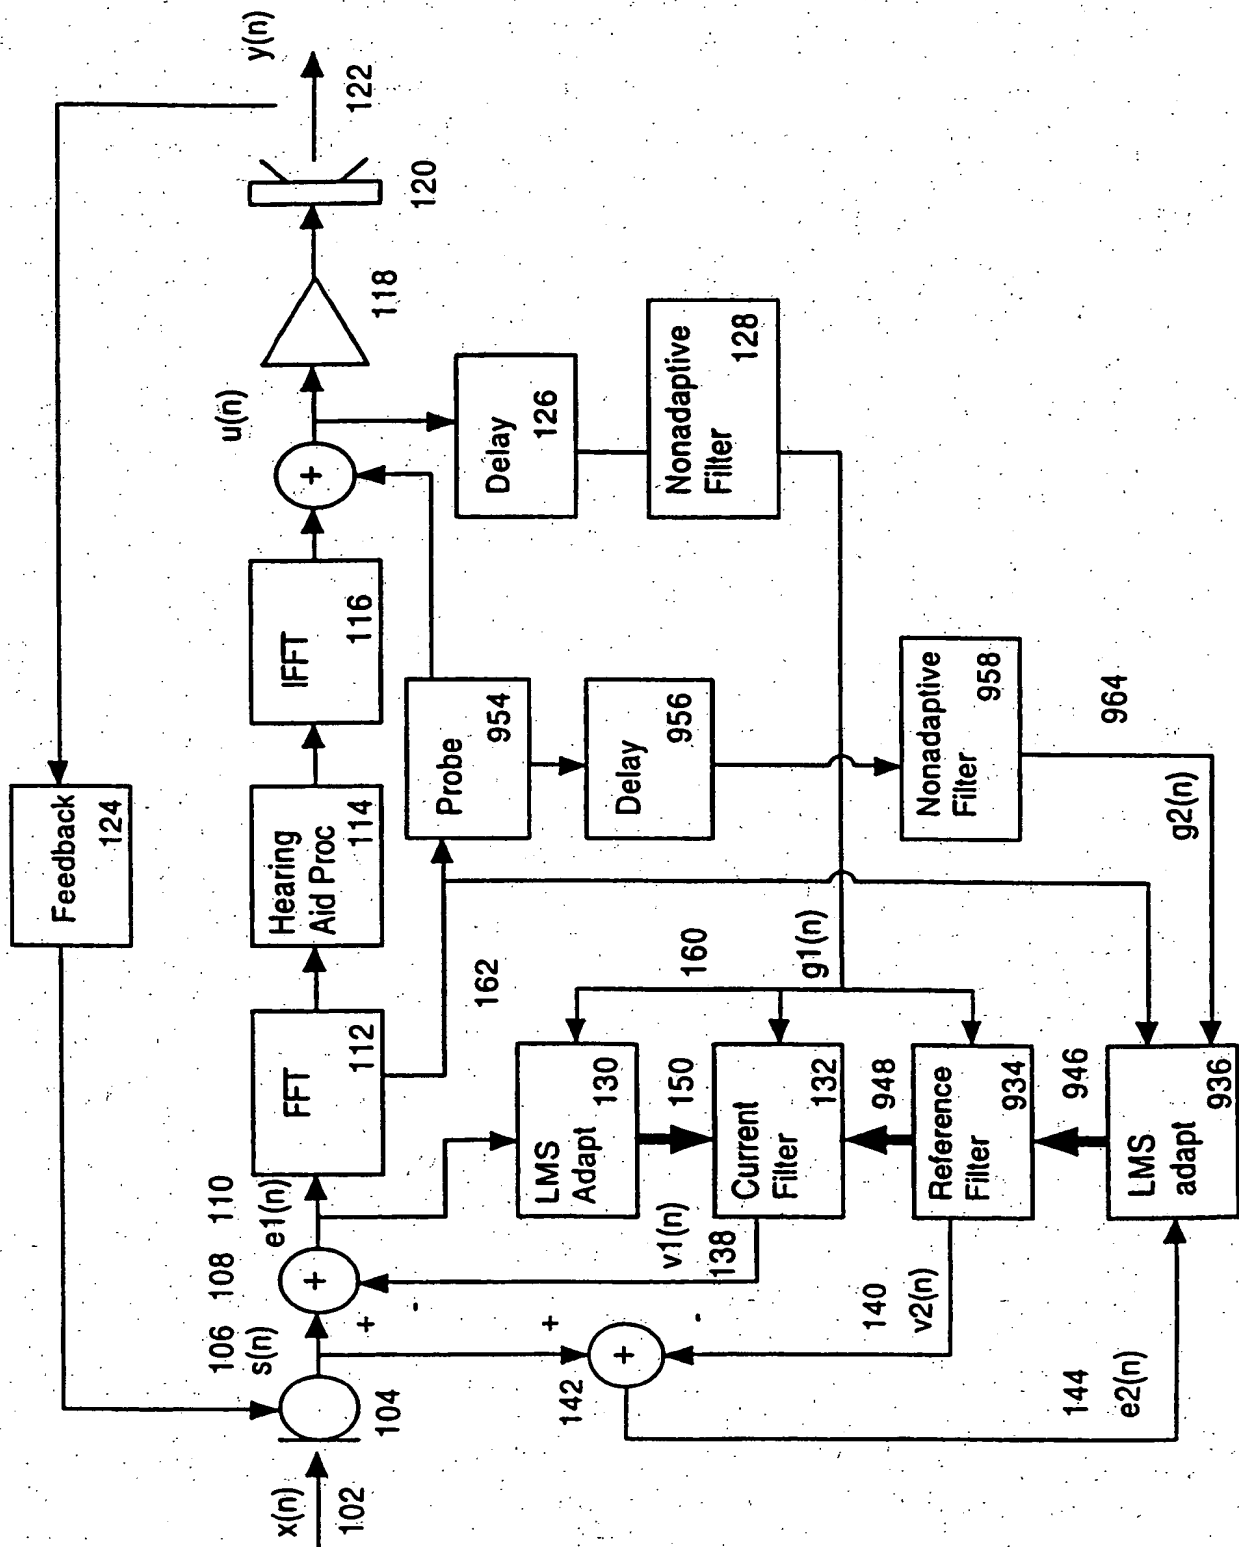 Feedback
124
x(n)
102
104
106
s(n)
108
+
+
-
110
e1(n)
FFT
112
Hearing
Aid Proc
114
IFFT
116
+
u(n)
118
120
y(n)
122
162
Probe
954
Delay
126
Nonadaptive
Filter
128
Delay
956
Nonadaptive
Filter
958
964
g2(n)
160
g1(n)
LMS
Adapt
130
150
Current
Filter
132
v1(n)
138
948
Reference
Filter
934
946
LMS
adapt
936
142
+
+
-
140
v2(n)
144
e2(n)